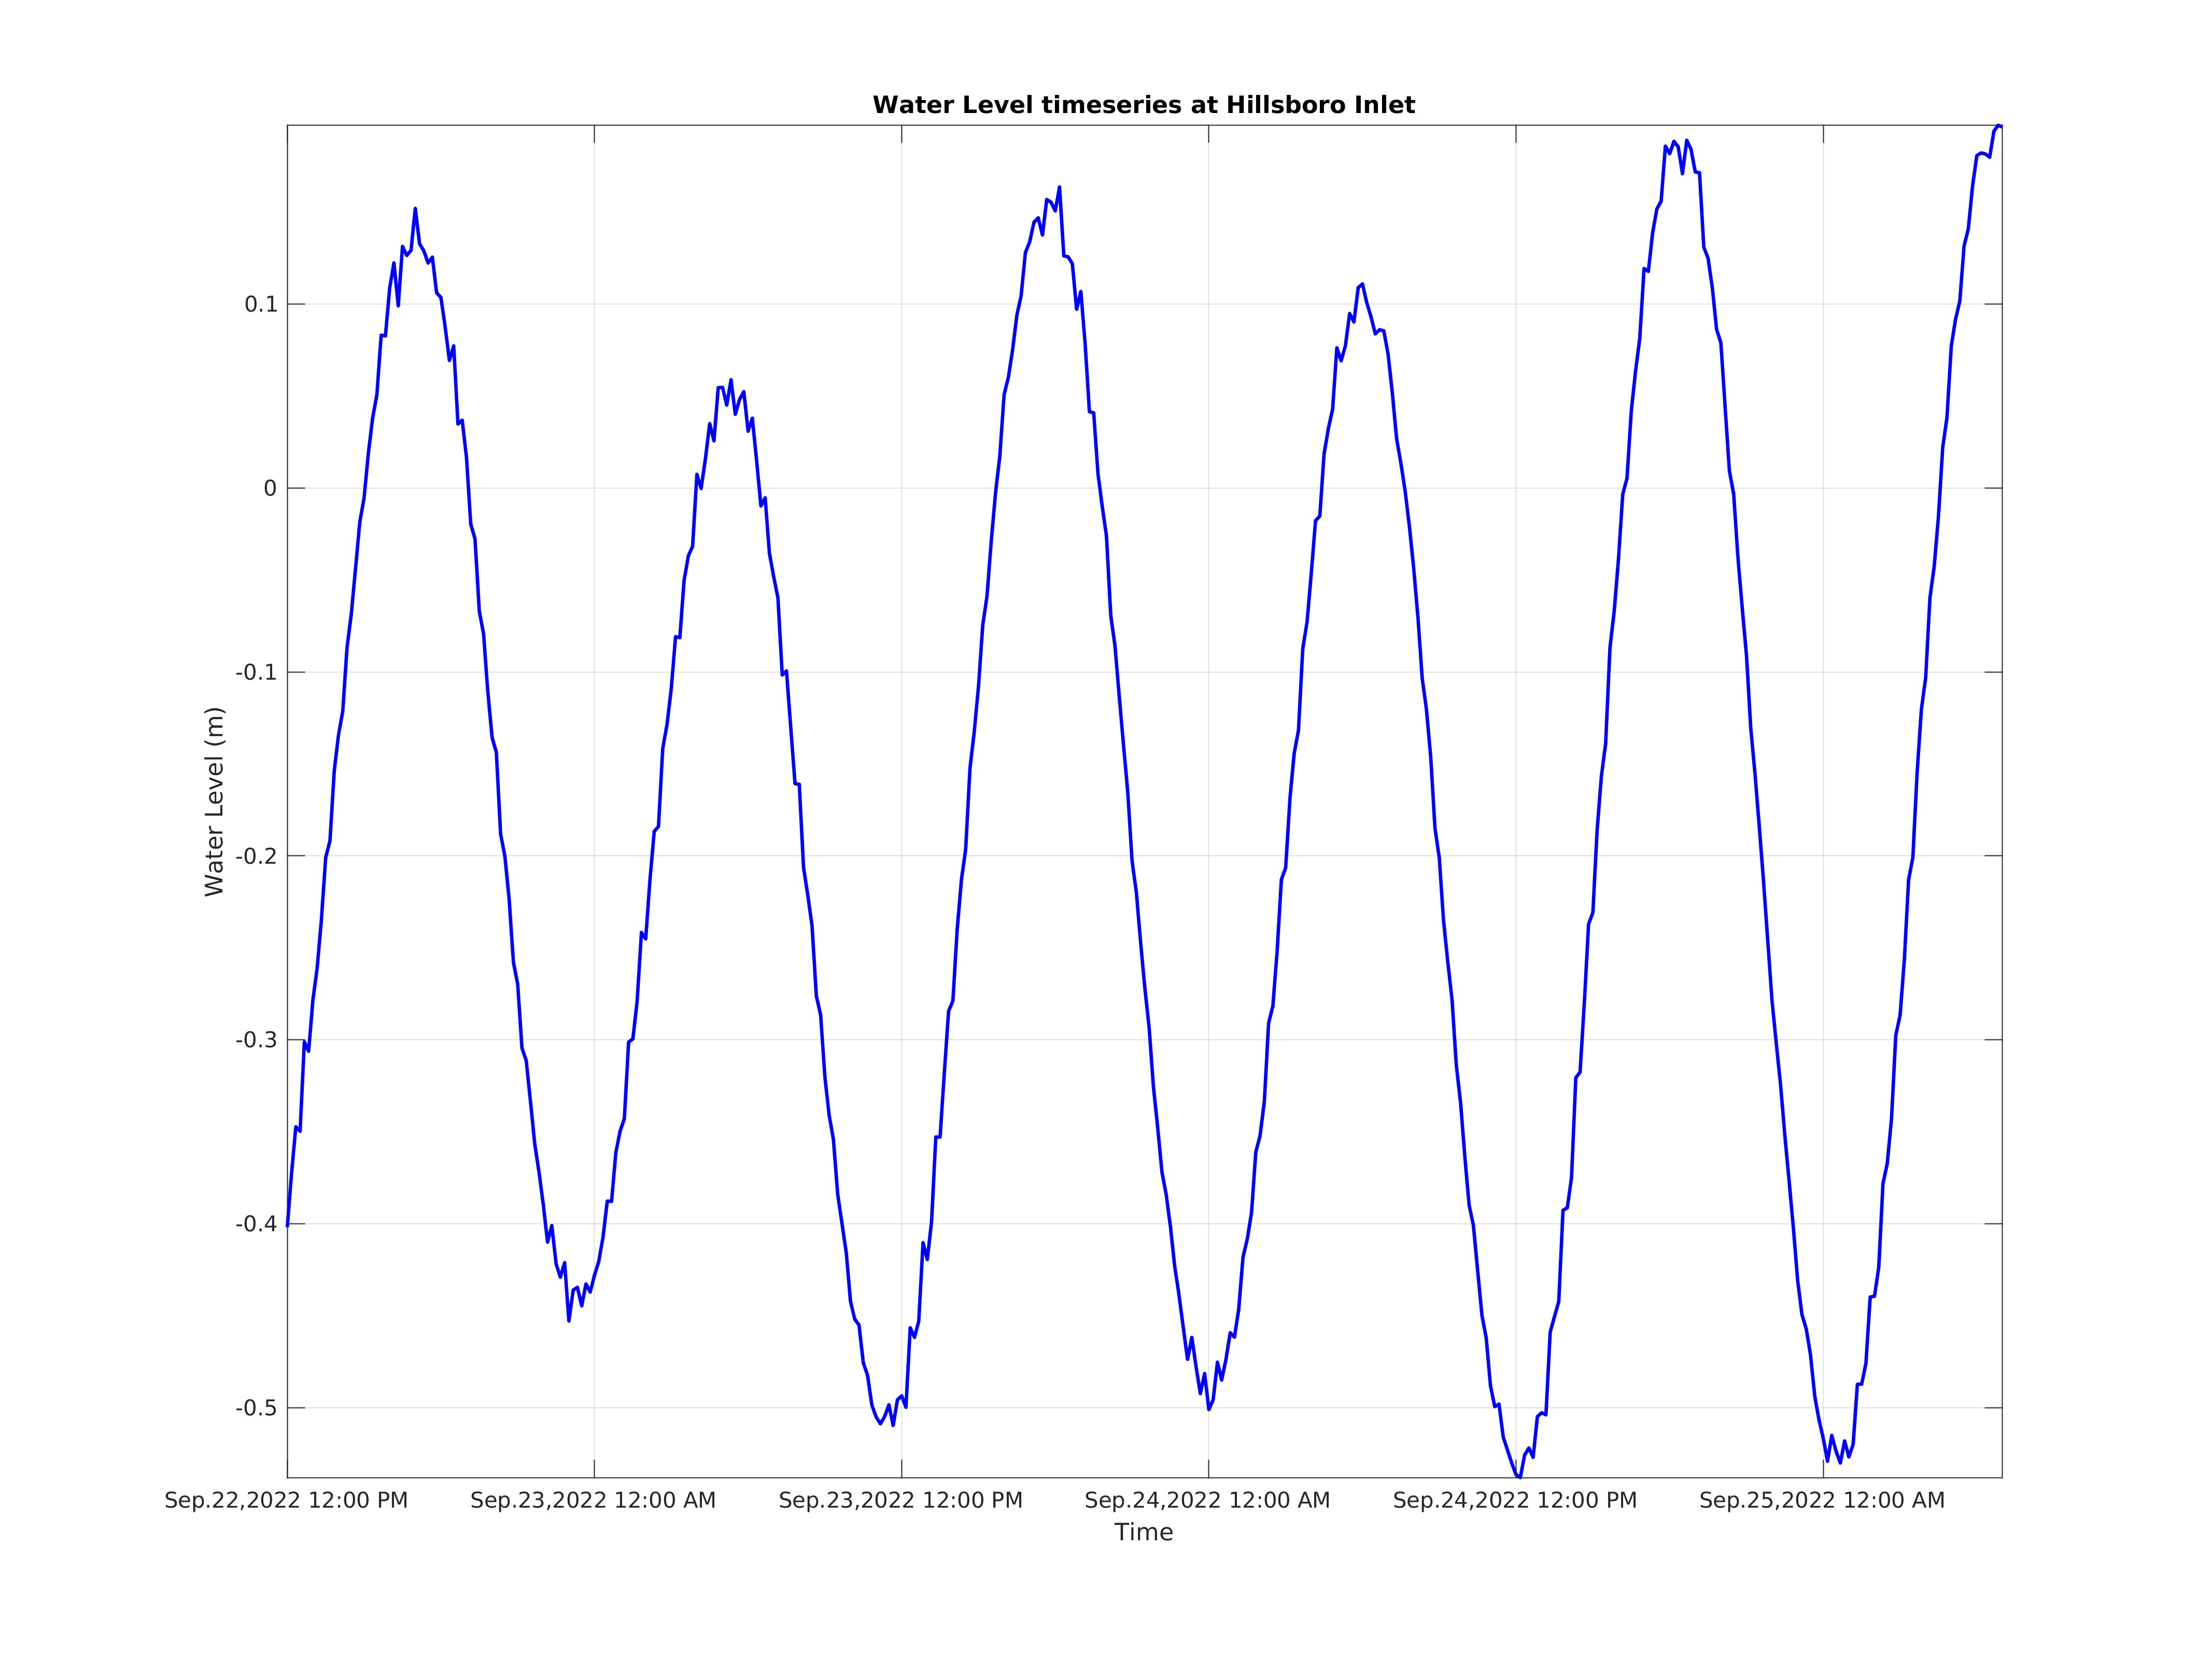 Water Level timeseries at Hillsboro Inlet
0.1
0
-0.1
-0.2
-0.3
-0.4
-0.5
Water Level (m)
Sep.22,2022 12:00 PM Sep.23,2022 12:00 AM Sep.23,2022 12:00 PM Sep.24,2022 12:00 AM Sep.24,2022 12:00 PM Sep.25,2022 12:00 AM
Time